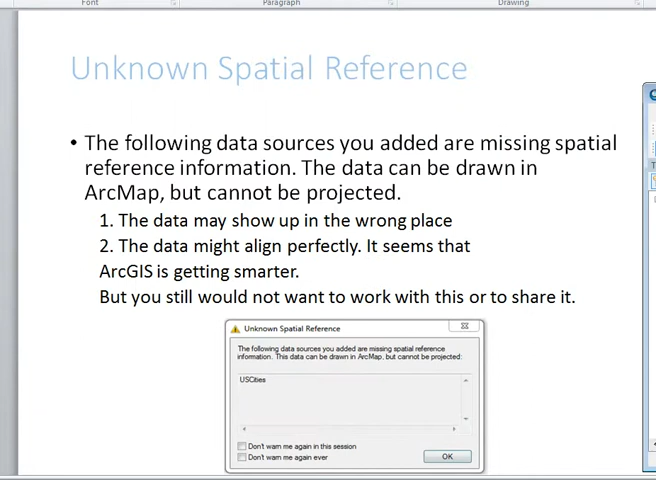 Font
Paragraph
Drawing
Unknown Spatial Reference
• The following data sources you added are missing spatial
reference information. The data can be drawn in
ArcMap, but cannot be projected.
1. The data may show up in the wrong place
2. The data might align perfectly. It seems that
ArcGIS is getting smarter.
But you still would not want to work with this or to share it.
Unknown Spatial Reference
The following data sources you added are missing spatial reference
information. This data can be drawn in ArcMap, but cannot be projected:
USCities
Don't warn me again in this session
Don't warn me again ever
OK